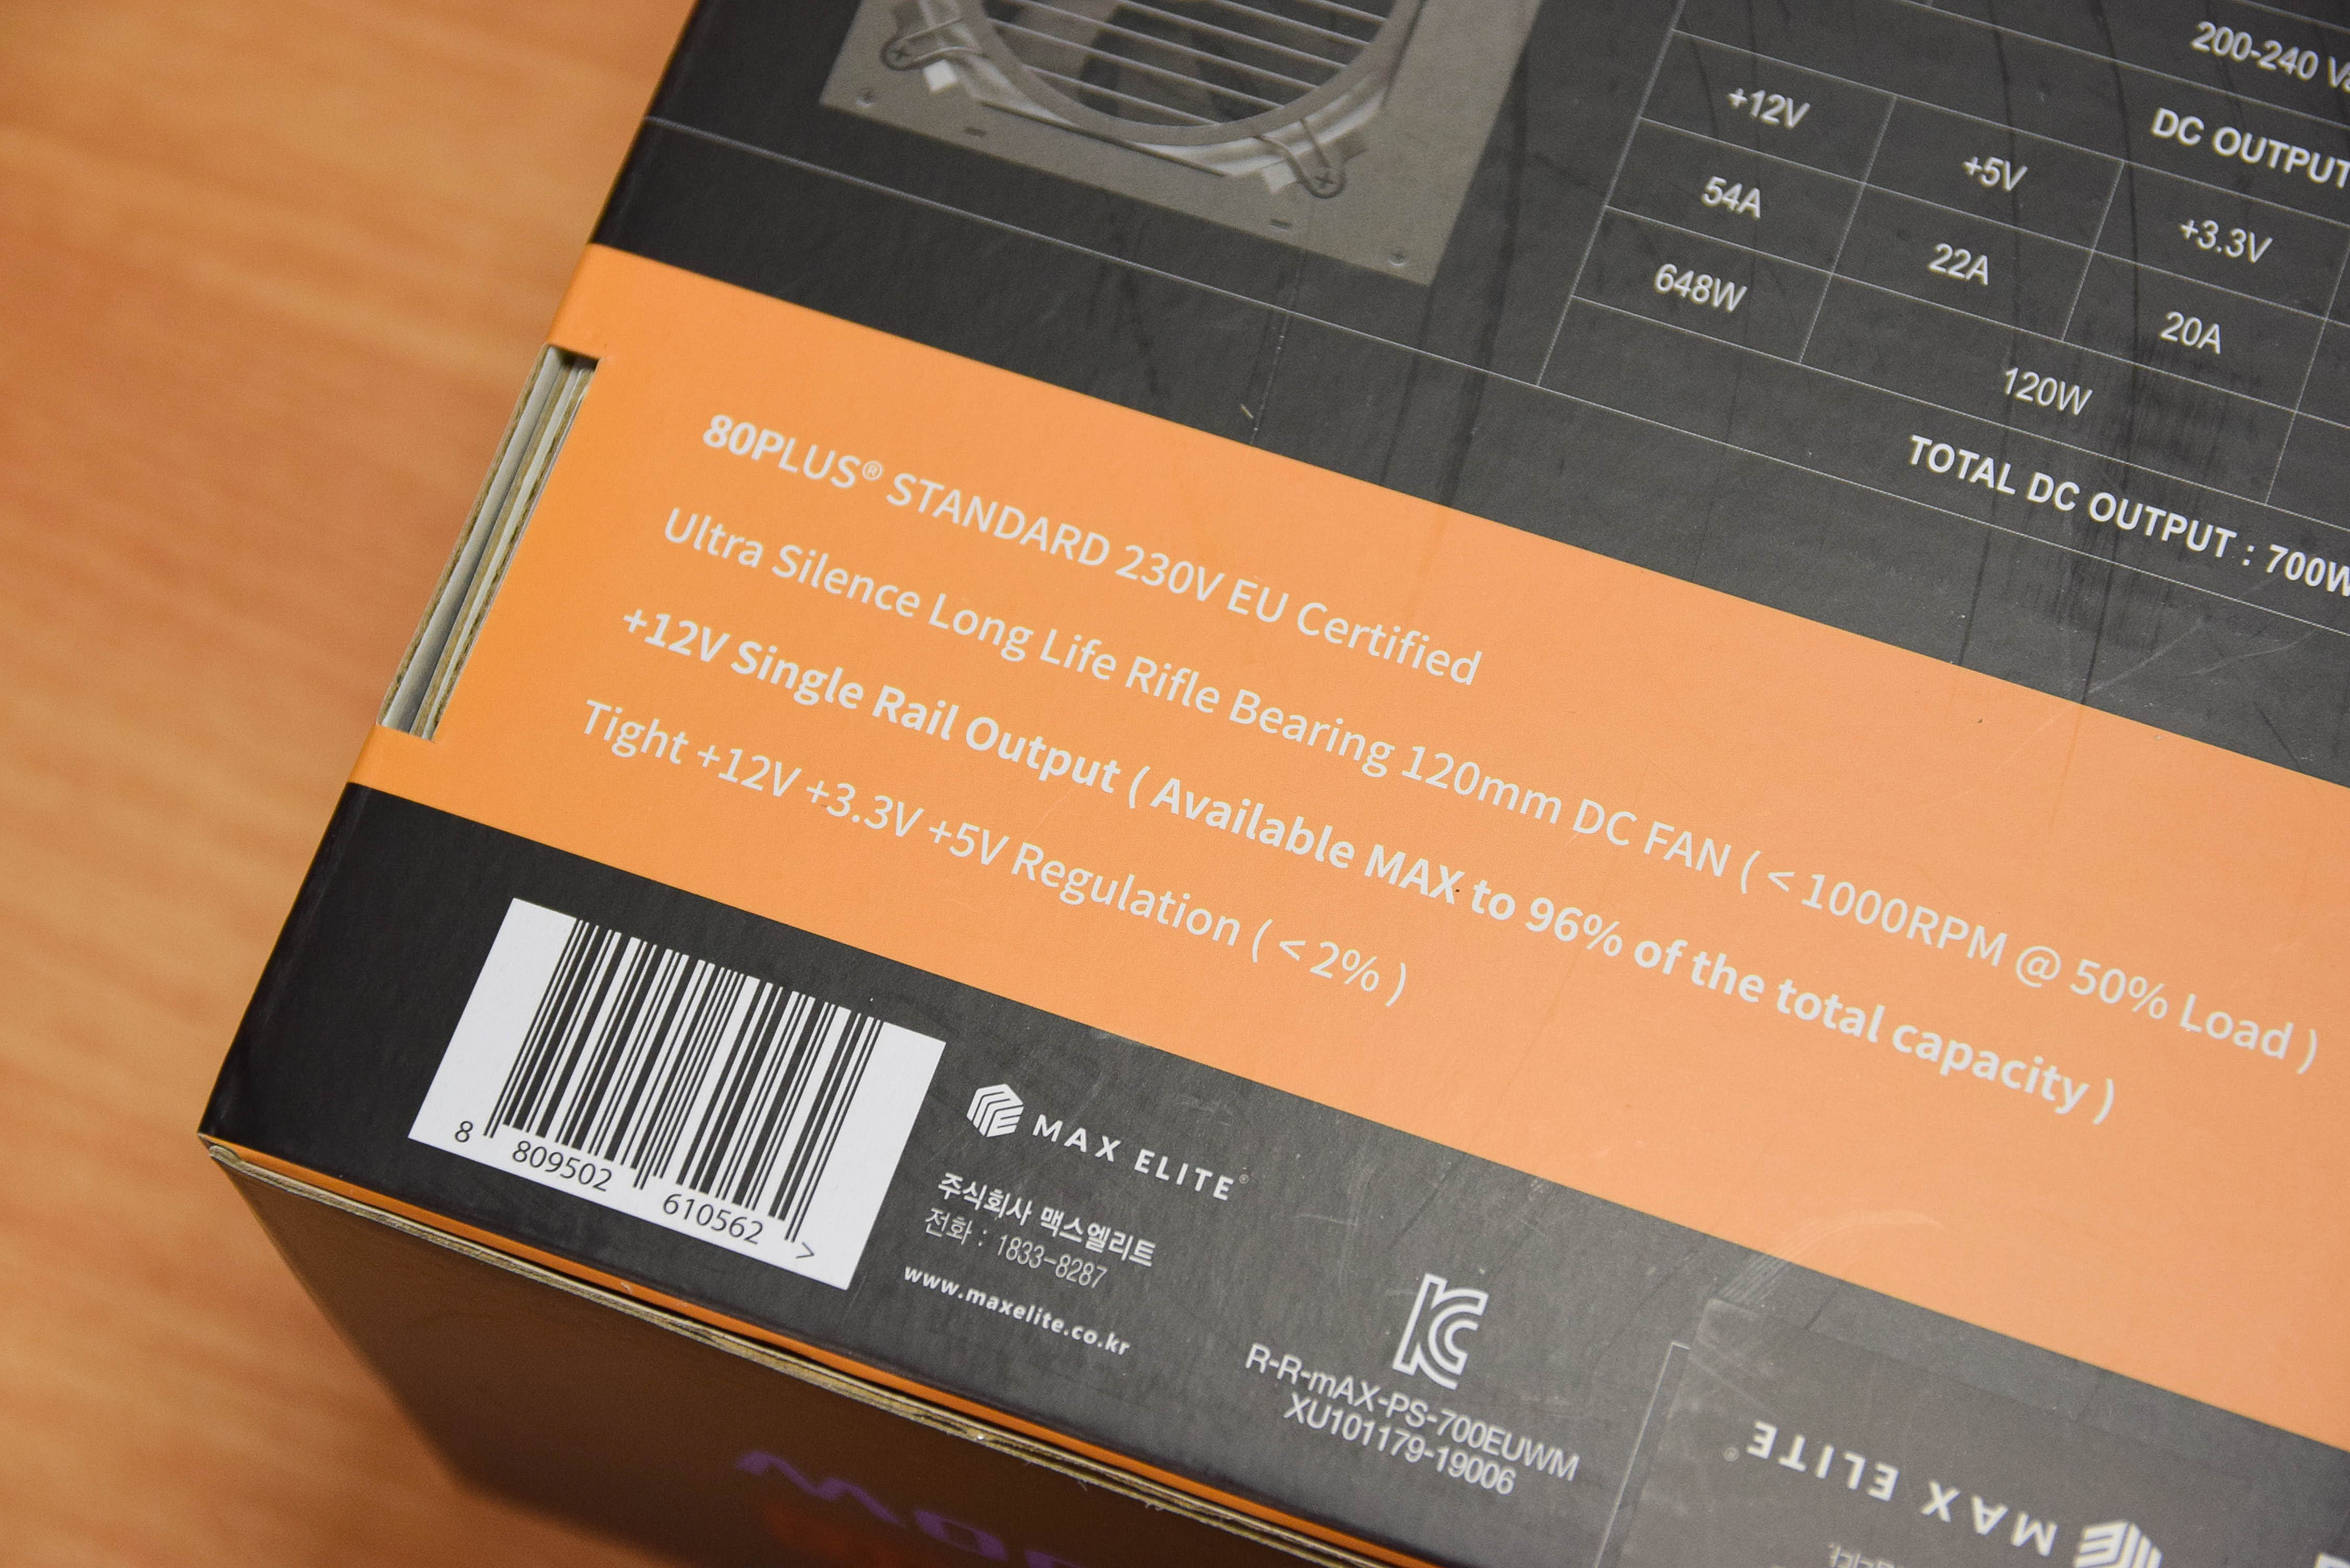 200-240 Va
DC OUTPUT
+12V
+5V
+3.3V
54A
22A
20A
648W
120W
TOTAL DC OUTPUT : 700W
80PLUS® STANDARD 230V EU Certified
Ultra Silence Long Life Rifle Bearing 120mm DC FAN ( < 1000RPM @ 50% Load )
+12V Single Rail Output ( Available MAX to 96% of the total capacity )
Tight +12V +3.3V +5V Regulation ( < 2% )
8 809502 610562 >
MAX ELITE®
주식회사 맥스엘리트
전화 : 1833-8287
www.maxelite.co.kr
R-R-mAX-PS-700EUWM
XU101179-19006
MAX ELITE®